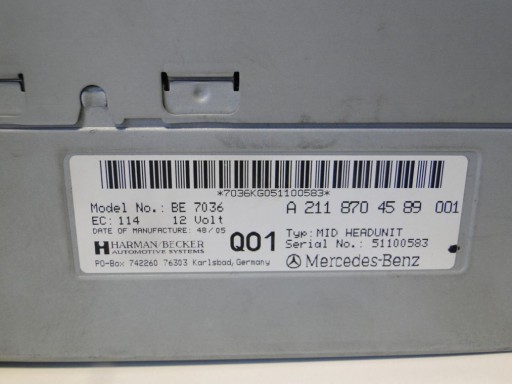 *7036KG051100583*
Model No.: BE 7036
A 211 870 45 89 001
EC: 114 12 Volt
DATE OF MANUFACTURE: 48/05
HARMAN/BECKER
AUTOMOTIVE SYSTEMS
Q01
Typ: MID HEADUNIT
Serial No.: 51100583
PO-Box 742260 76303 Karlsbad, Germany
Mercedes-Benz